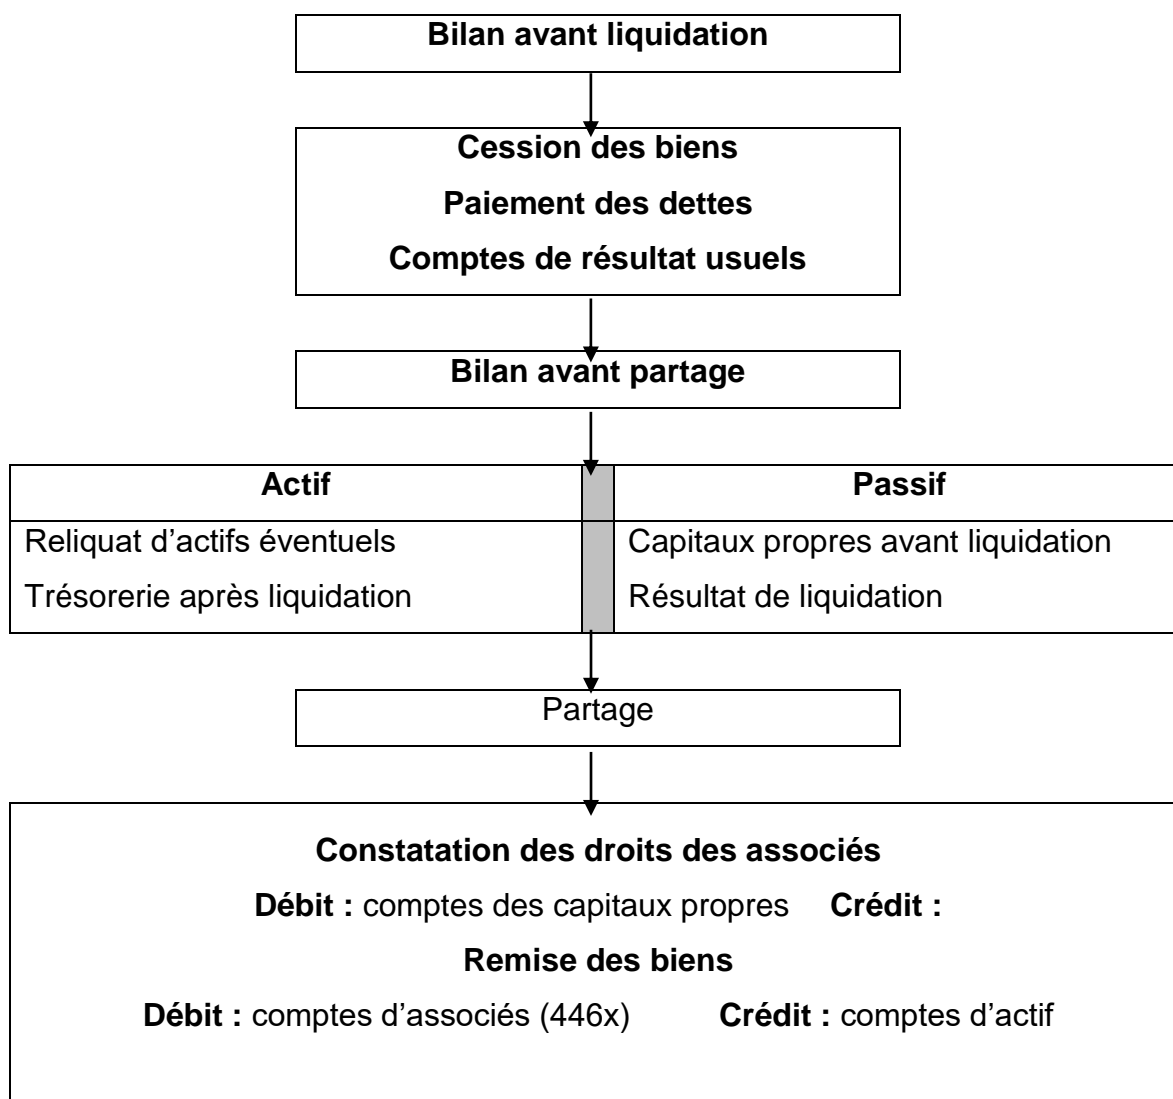 Bilan avant liquidation
Cession des biens
Paiement des dettes
Comptes de résultat usuels
Bilan avant partage
Actif Passif
Reliquat d’actifs éventuels Capitaux propres avant liquidation
Trésorerie après liquidation Résultat de liquidation
Partage
Constatation des droits des associés
Débit : comptes des capitaux propres Crédit :
Remise des biens
Débit : comptes d’associés (446x) Crédit : comptes d’actif